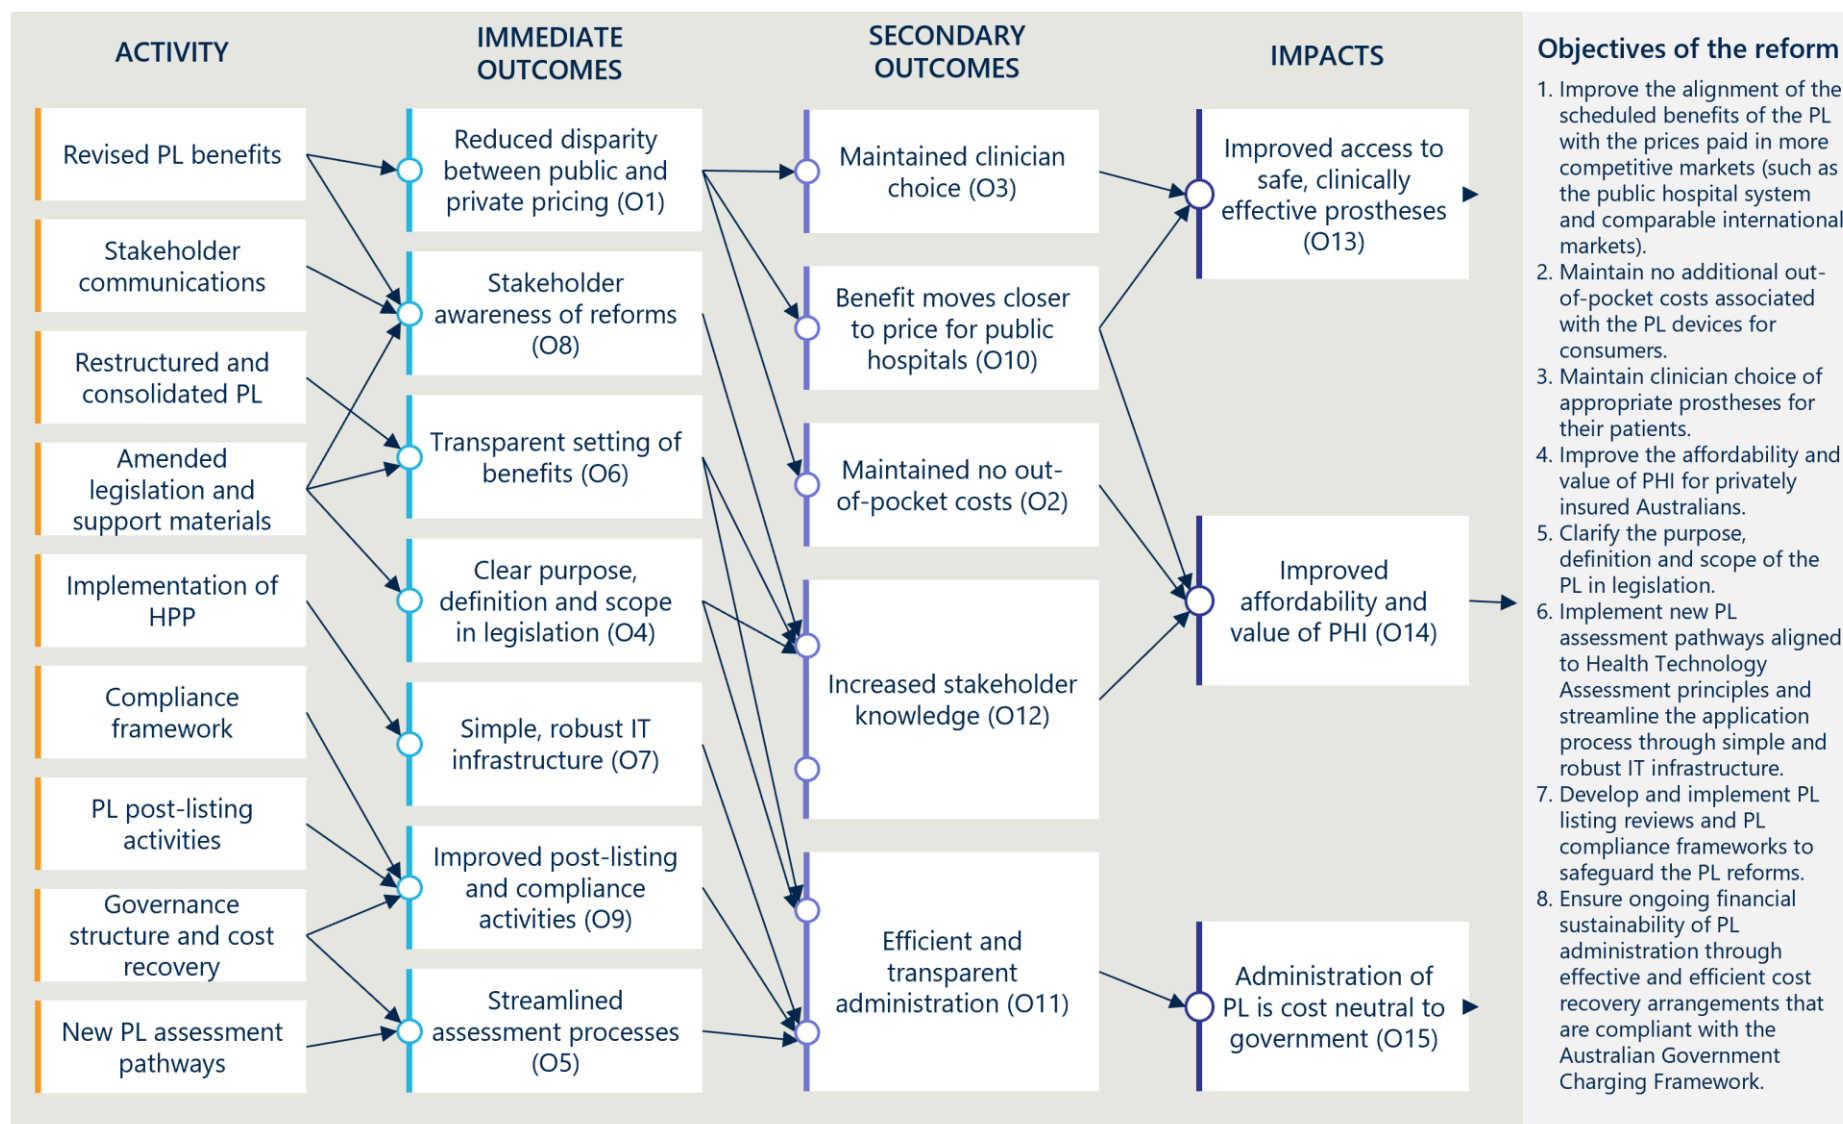 ACTIVITY
Revised PL benefits
Stakeholder
communications
Restructured and
consolidated PL
Amended
legislation and
support materials
Implementation of
HPP
Compliance
framework
PL post-listing
activities
Governance
structure and cost
recovery
New PL assessment
pathways
IMMEDIATE
OUTCOMES
Reduced disparity
between public and
private pricing (O1)
Stakeholder
awareness of reforms
(O8)
Transparent setting of
benefits (O6)
Clear purpose,
definition and scope
in legislation (O4)
Simple, robust IT
infrastructure (O7)
Improved post-listing
and compliance
activities (O9)
Streamlined
assessment processes
(O5)
SECONDARY
OUTCOMES
Maintained clinician
choice (O3)
Benefit moves closer
to price for public
hospitals (O10)
Maintained no out-
of-pocket costs (O2)
Increased stakeholder
knowledge (O12)
Efficient and
transparent
administration (O11)
IMPACTS
Improved access to
safe, clinically
effective prostheses
(O13)
Improved
affordability and
value of PHI (O14)
Administration of
PL is cost neutral to
government (O15)
Objectives of the reform
1. Improve the alignment of the
scheduled benefits of the PL
with the prices paid in more
competitive markets (such as
the public hospital system
and comparable international
markets).
2. Maintain no additional out-
of-pocket costs associated
with the PL devices for
consumers.
3. Maintain clinician choice of
appropriate prostheses for
their patients.
4. Improve the affordability and
value of PHI for privately
insured Australians.
5. Clarify the purpose,
definition and scope of the
PL in legislation.
6. Implement new PL
assessment pathways aligned
to Health Technology
Assessment principles and
streamline the application
process through simple and
robust IT infrastructure.
7. Develop and implement PL
listing reviews and PL
compliance frameworks to
safeguard the PL reforms.
8. Ensure ongoing financial
sustainability of PL
administration through
effective and efficient cost
recovery arrangements that
are compliant with the
Australian Government
Charging Framework.